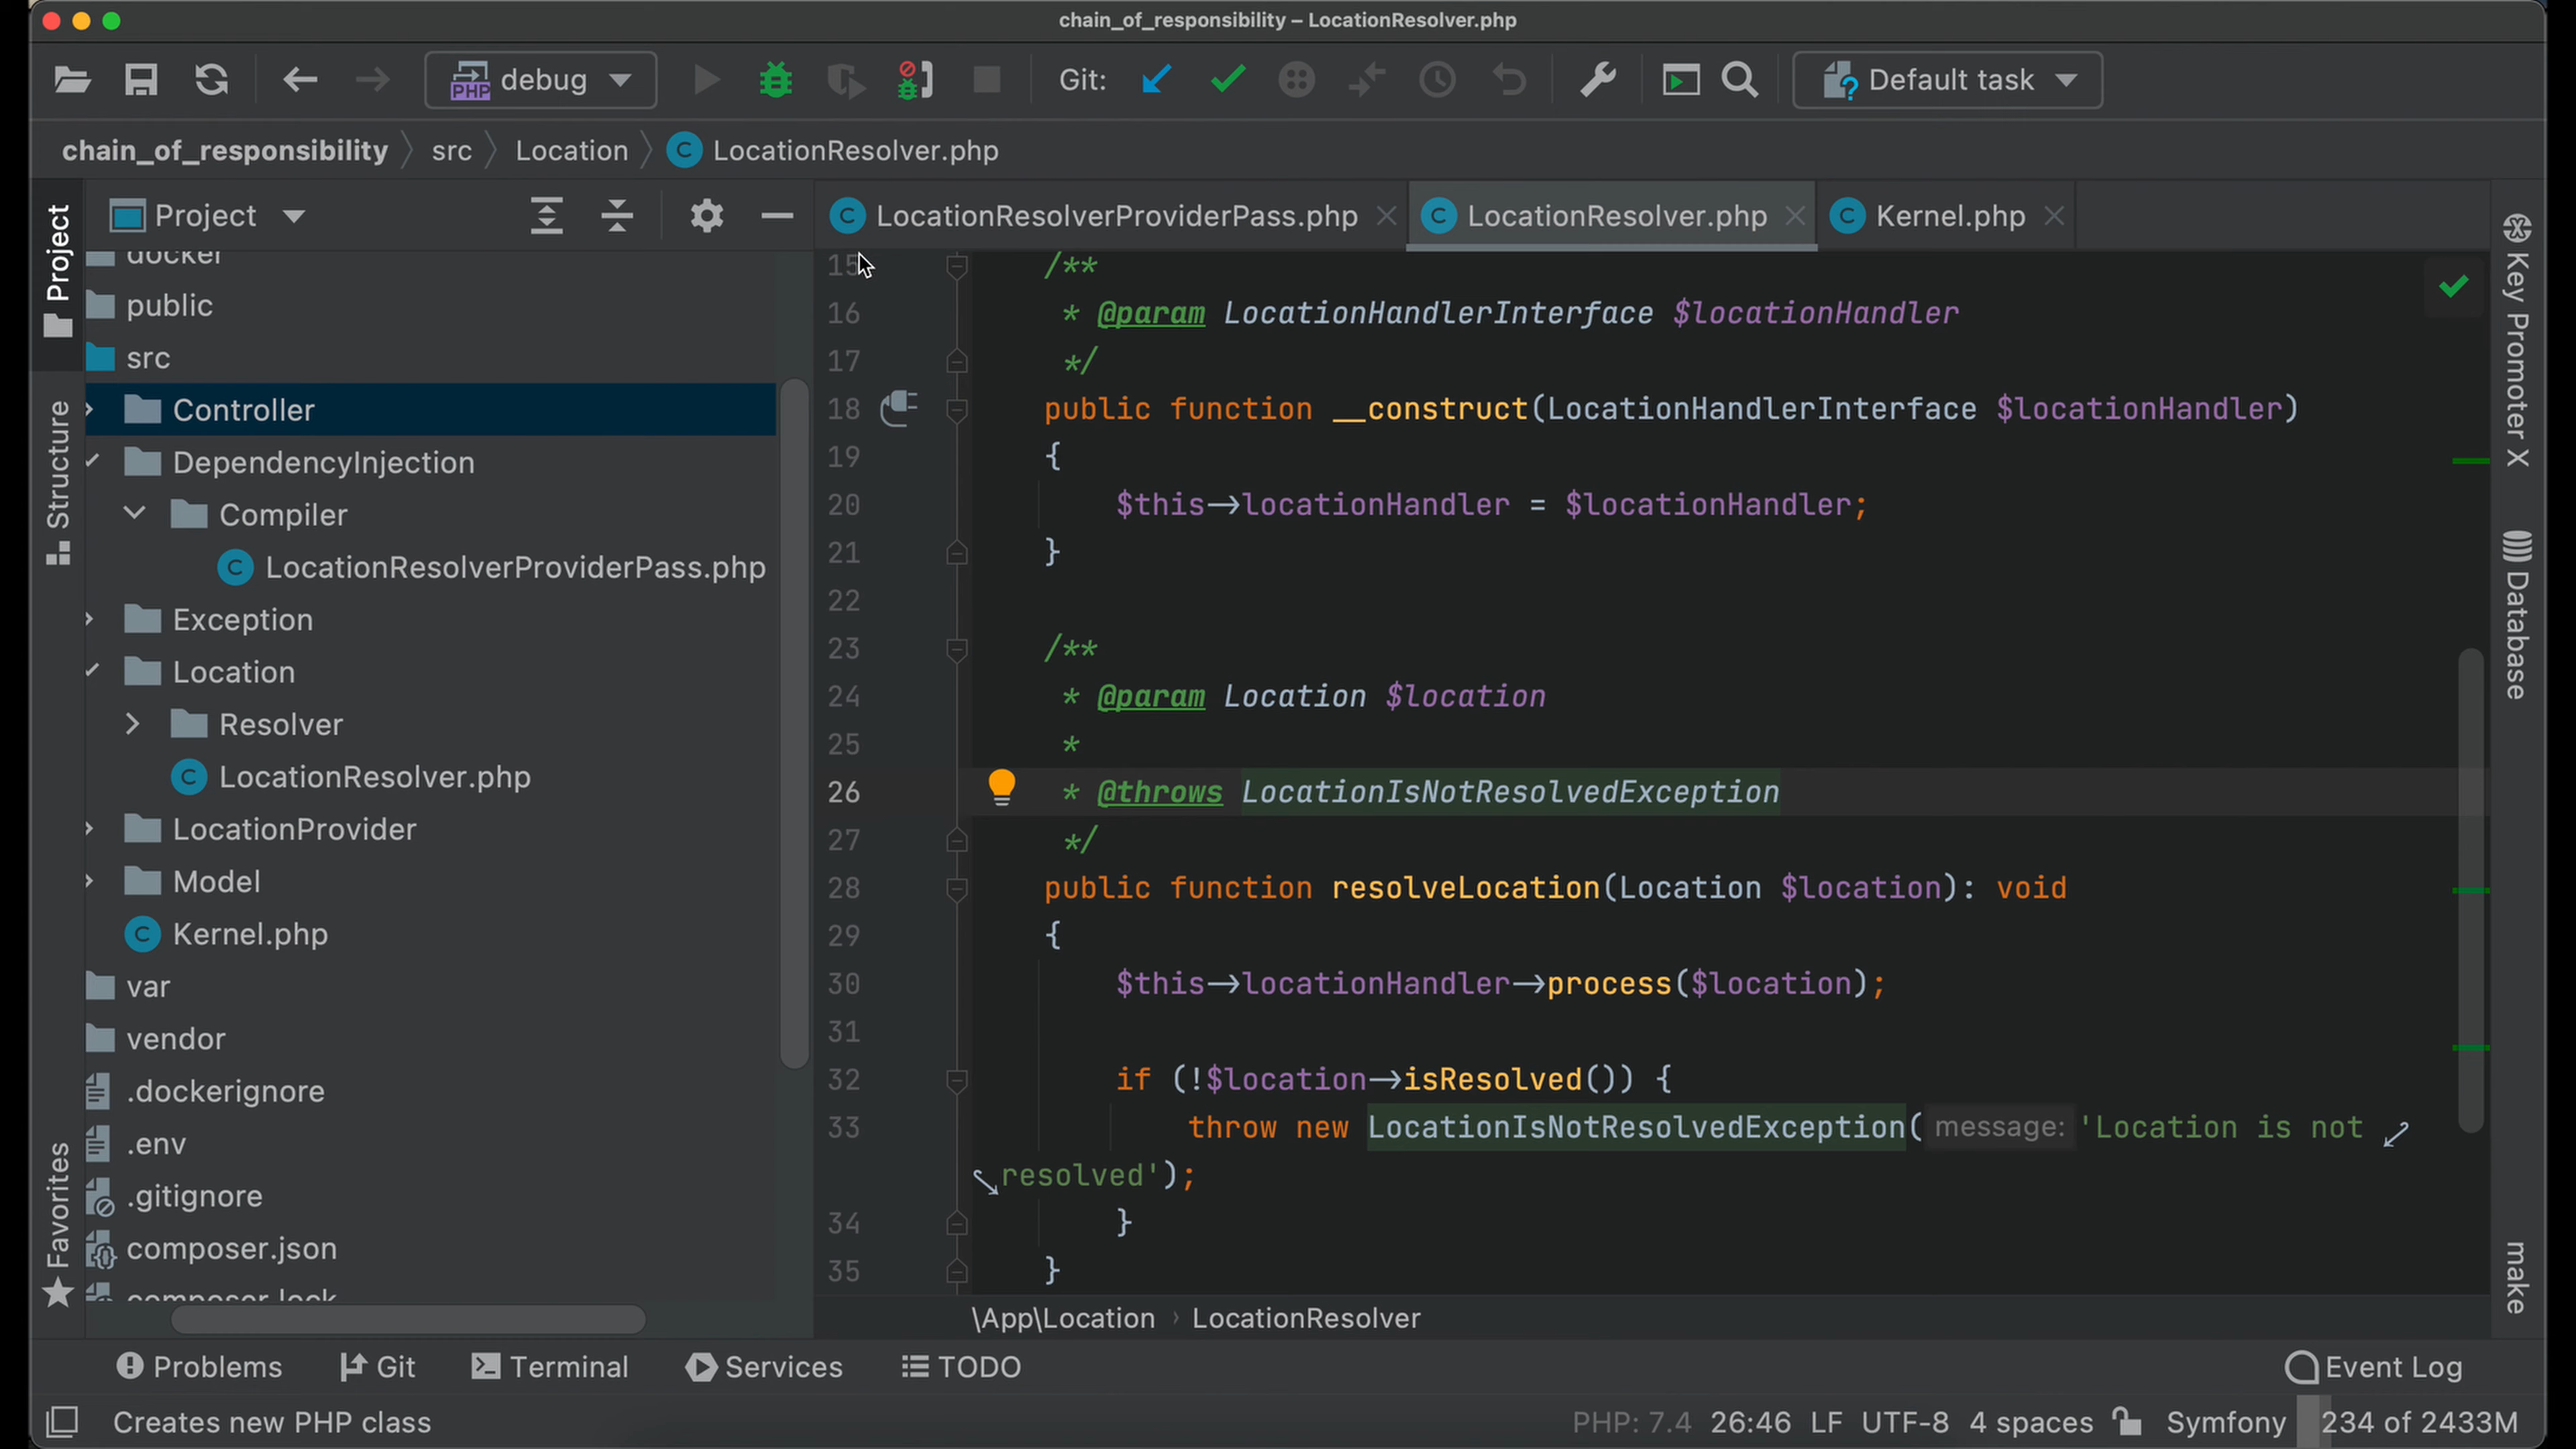 chain_of_responsibility – LocationResolver.php
PHP debug
Git:
Default task
chain_of_responsibility
src
Location
LocationResolver.php
Project
Project
Structure
Favorites
docker
public
src
Controller
DependencyInjection
Compiler
LocationResolverProviderPass.php
Exception
Location
Resolver
LocationResolver.php
LocationProvider
Model
Kernel.php
var
vendor
.dockerignore
.env
.gitignore
composer.json
composer.lock
LocationResolverProviderPass.php
LocationResolver.php
Kernel.php
15 /**
16 * @param LocationHandlerInterface $locationHandler
17 */
18 public function __construct(LocationHandlerInterface $locationHandler)
19 {
20 $this->locationHandler = $locationHandler;
21 }
22
23 /**
24 * @param Location $location
25 *
26 * @throws LocationIsNotResolvedException
27 */
28 public function resolveLocation(Location $location): void
29 {
30 $this->locationHandler->process($location);
31
32 if (!$location->isResolved()) {
33 throw new LocationIsNotResolvedException( message: 'Location is not
resolved');
34 }
35 }
\App\Location › LocationResolver
Key Promoter X
Database
make
Problems
Git
Terminal
Services
TODO
Event Log
Creates new PHP class
PHP: 7.4 26:46 LF UTF-8 4 spaces Symfony 234 of 2433M